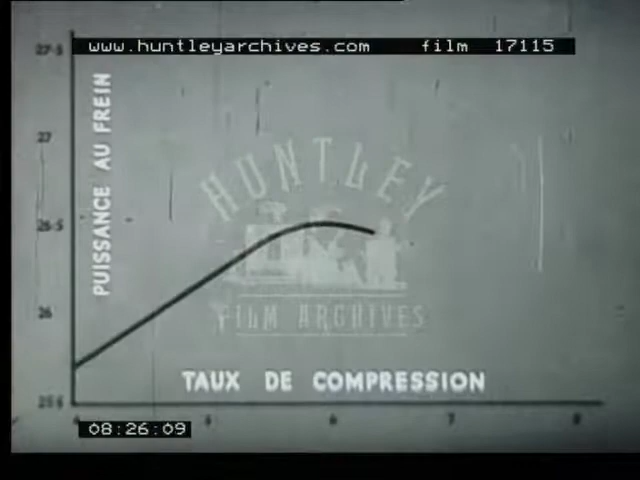 www.huntleyarchives.com film 17115
27·5
PUISSANCE AU FREIN
27
HUNTLEY
26·5
26
FILM ARCHIVES
TAUX DE COMPRESSION
25·5
5 6 7 8
08:26:09